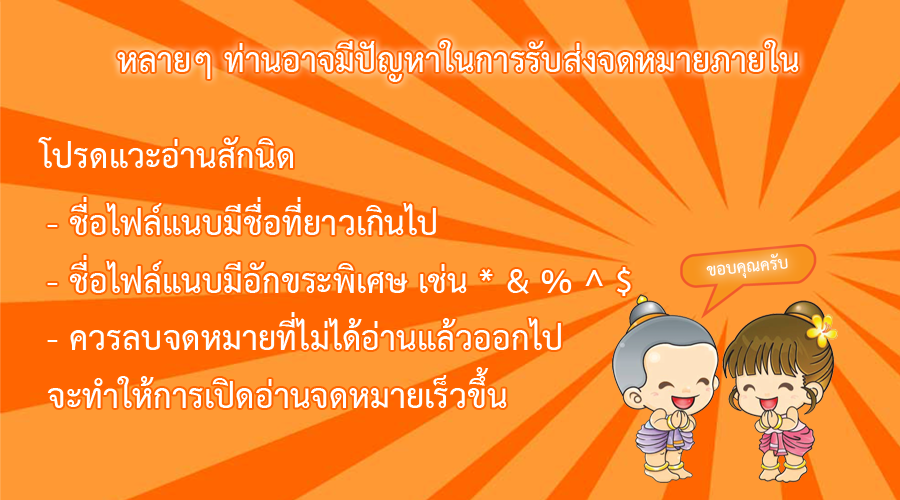 หลายๆ ท่านอาจมีปัญหาในการรับส่งจดหมายภายใน
โปรดแวะอ่านสักนิด
- ชื่อไฟล์แนบมีชื่อที่ยาวเกินไป
- ชื่อไฟล์แนบมีอักขระพิเศษ เช่น * & % ^ $
ขอบคุณครับ
- ควรลบจดหมายที่ไม่ได้อ่านแล้วออกไป
จะทำให้การเปิดอ่านจดหมายเร็วขึ้น